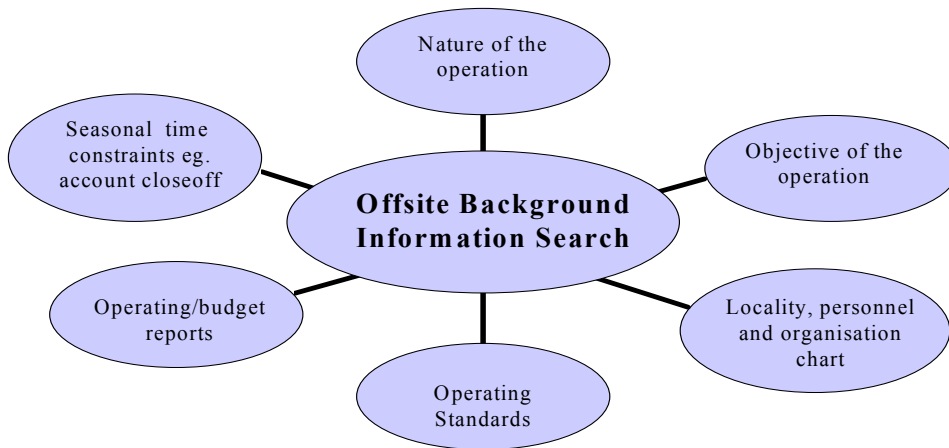 Nature of the
operation
Seasonal time
constraints eg.
account closeoff
Objective of the
operation
Offsite Background
Information Search
Operating/budget
reports
Locality, personnel
and organisation
chart
Operating
Standards